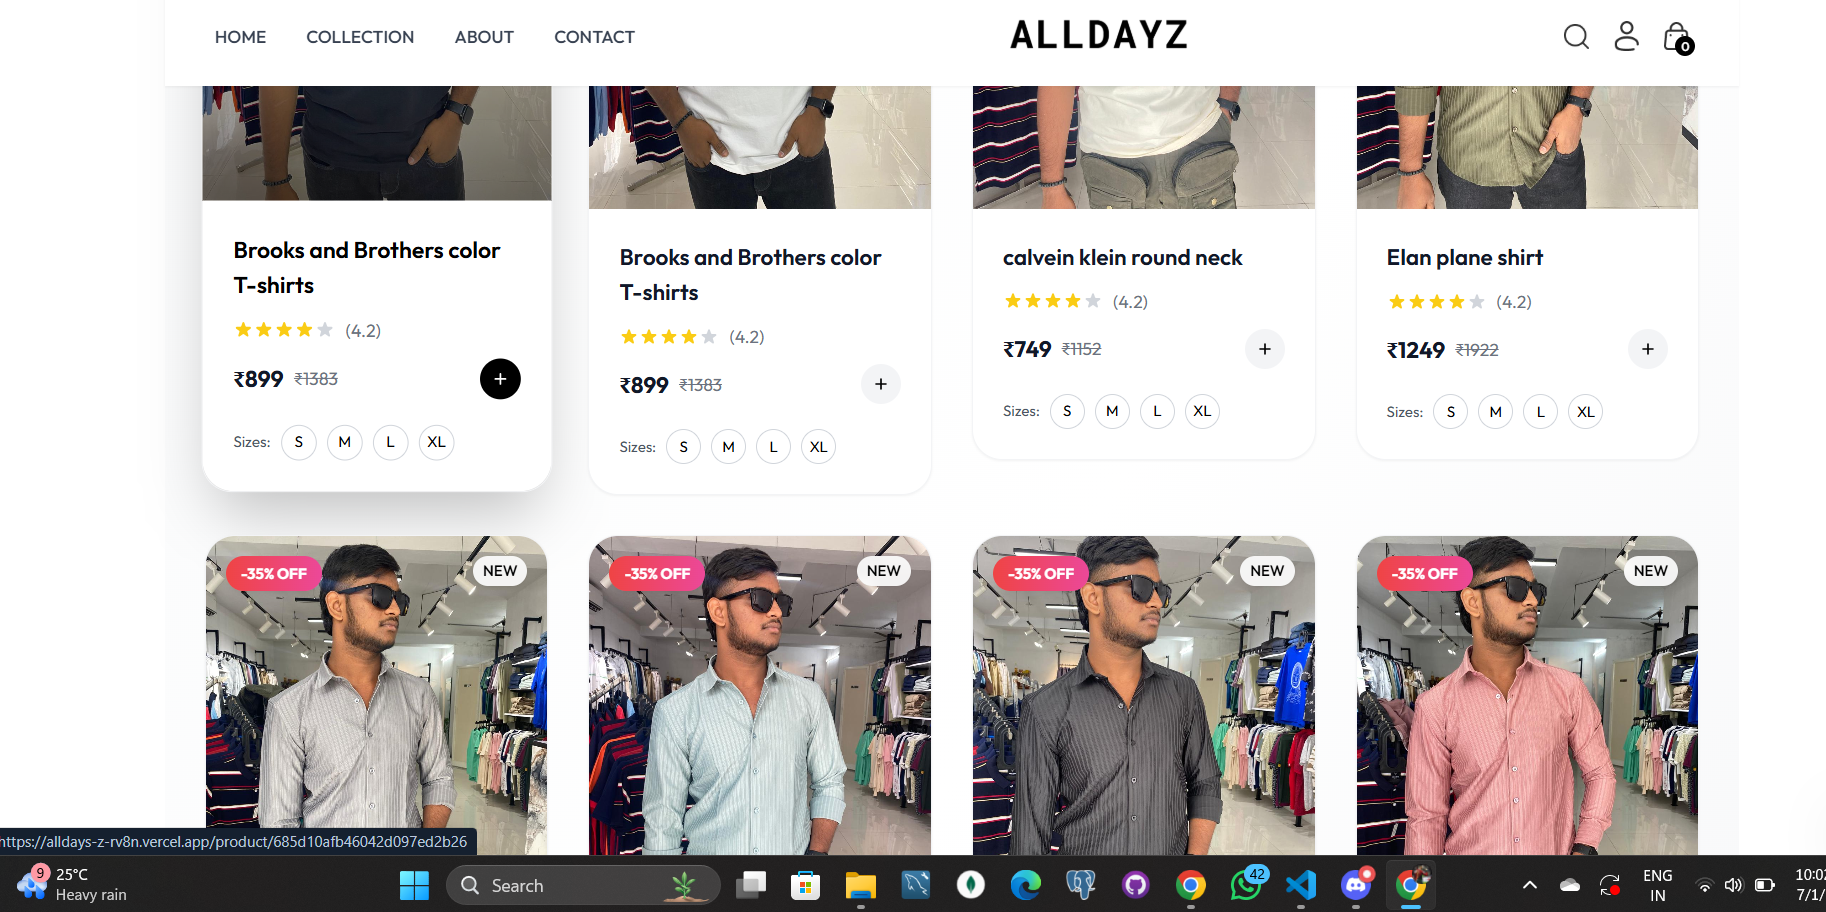 HOME COLLECTION ABOUT CONTACT ALLDAYZ 0
Brooks and Brothers color
T-shirts
(4.2)
₹899 ₹1383 +
Sizes: S M L XL
Brooks and Brothers color
T-shirts
(4.2)
₹899 ₹1383 +
Sizes: S M L XL
calvein klein round neck
(4.2)
₹749 ₹1152 +
Sizes: S M L XL
Elan plane shirt
(4.2)
₹1249 ₹1922 +
Sizes: S M L XL
-35% OFF NEW
-35% OFF NEW
-35% OFF NEW
-35% OFF NEW
https://alldays-z-rv8n.vercel.app/product/685d10afb46042d097ed2b26
9 25°C
Heavy rain
Search
42
ENG
IN
10:02
7/1/